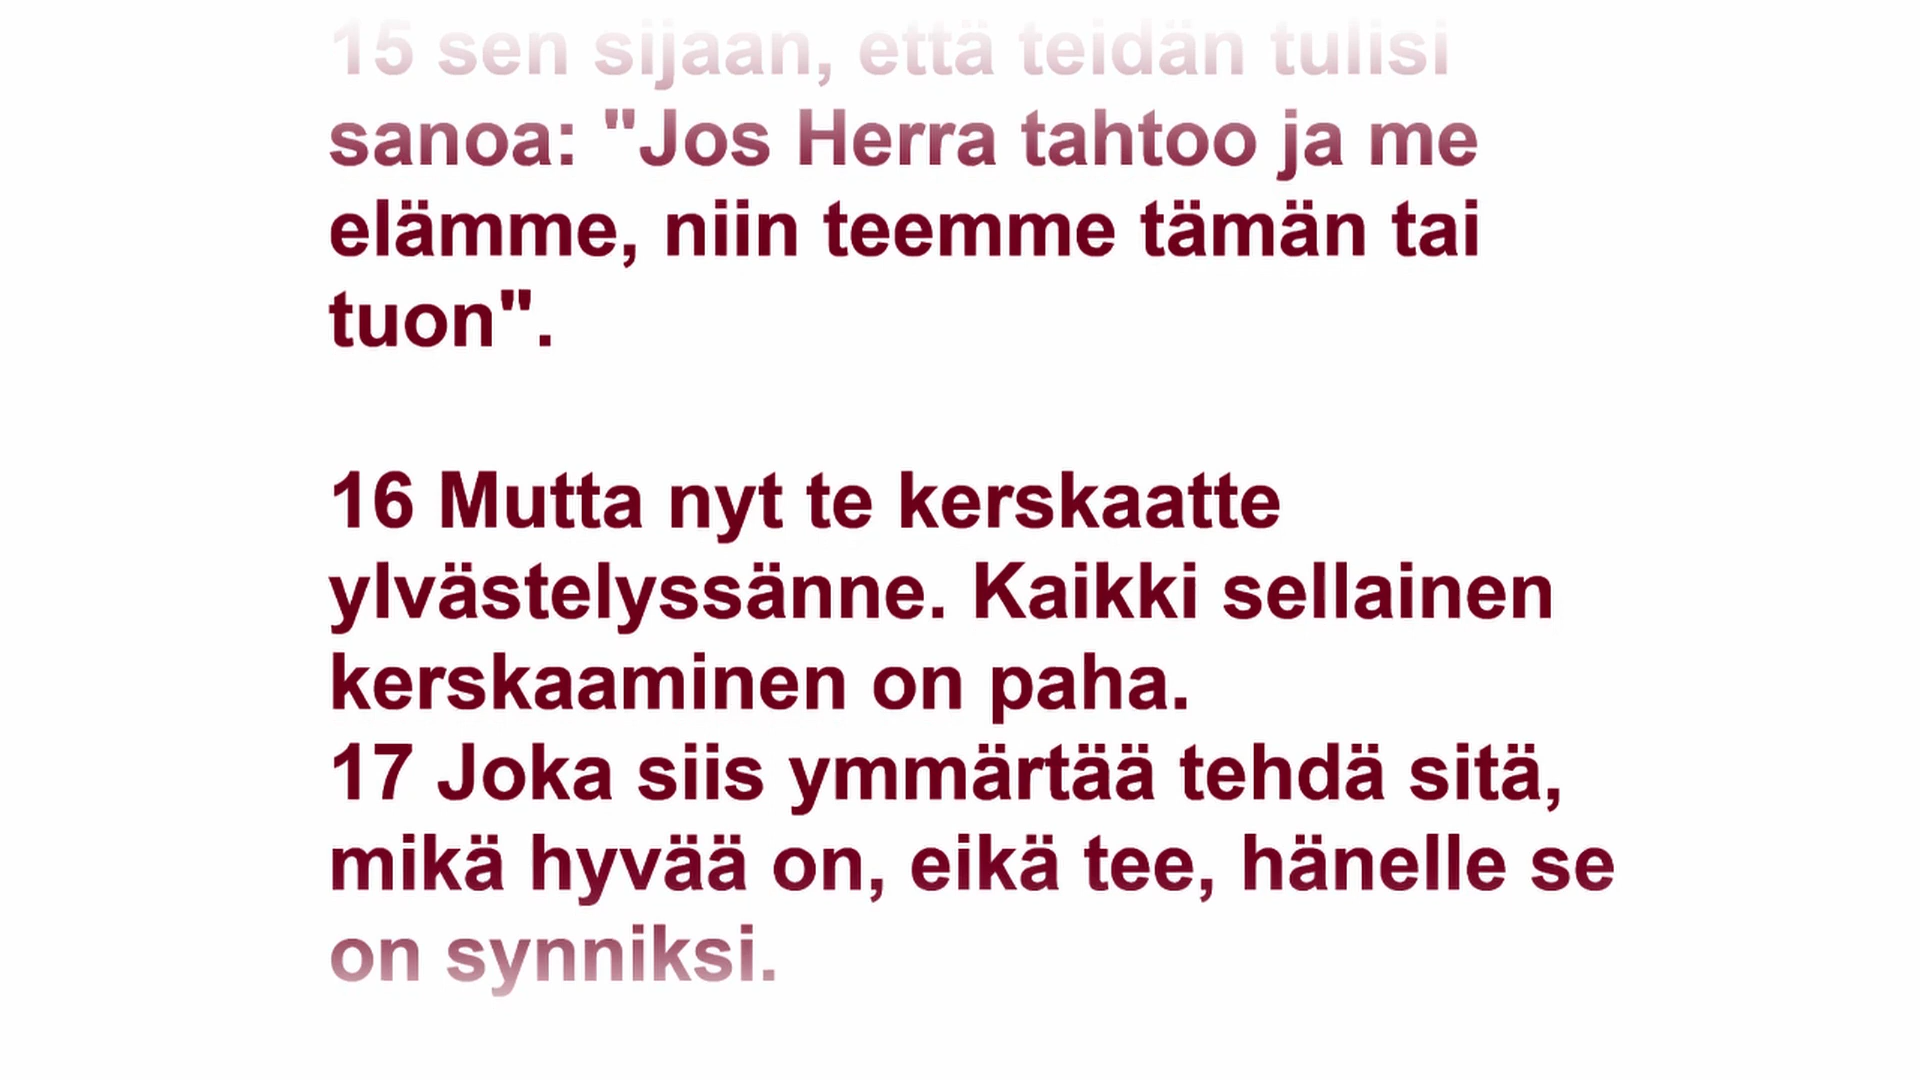 15 sen sijaan, että teidän tulisi
sanoa: "Jos Herra tahtoo ja me
elämme, niin teemme tämän tai
tuon".
16 Mutta nyt te kerskaatte
ylvästelyssänne. Kaikki sellainen
kerskaaminen on paha.
17 Joka siis ymmärtää tehdä sitä,
mikä hyvää on, eikä tee, hänelle se
on synniksi.